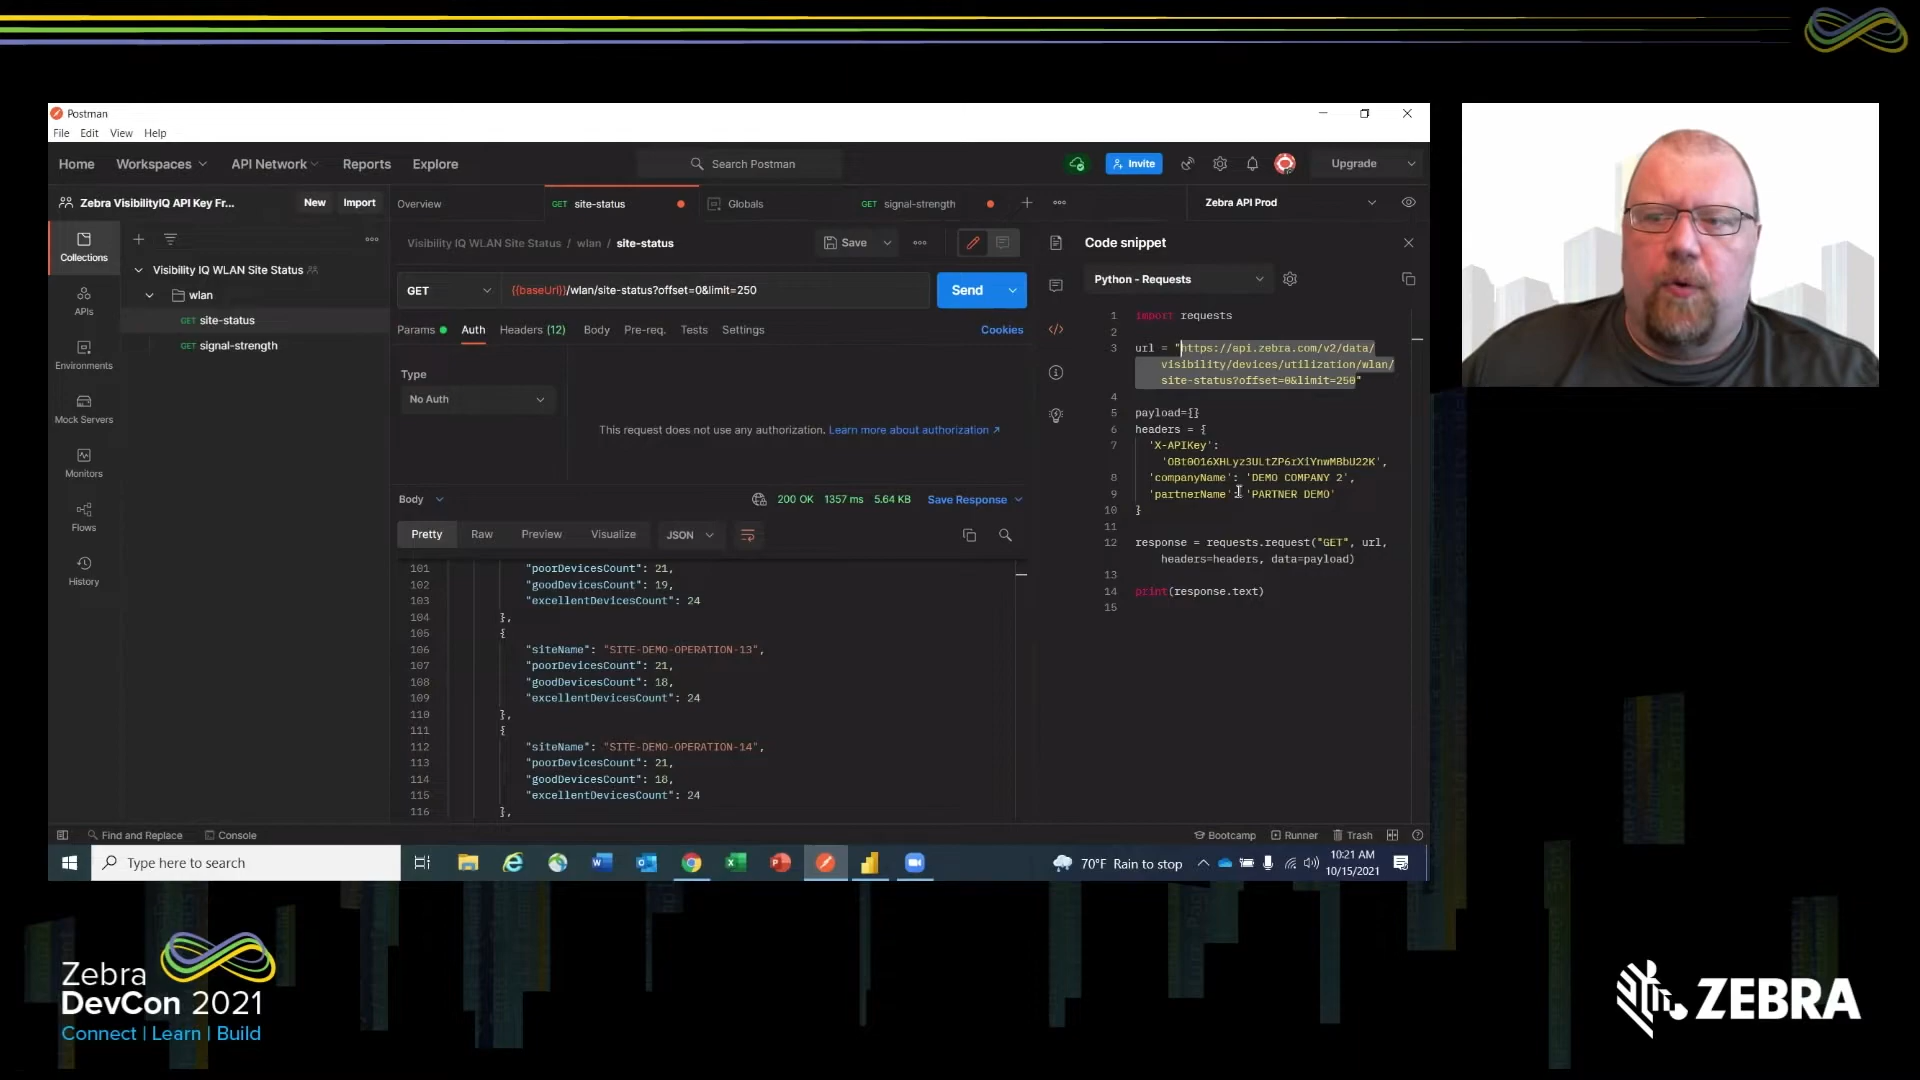 Postman
File Edit View Help
Home Workspaces API Network Reports Explore
Search Postman
Invite
Upgrade
Zebra VisibilityIQ API Key Fr...
New Import
Overview
GET site-status
Globals
GET signal-strength
Zebra API Prod
Collections
APIs
Environments
Mock Servers
Monitors
Flows
History
Visibility IQ WLAN Site Status
wlan
GET site-status
GET signal-strength
Visibility IQ WLAN Site Status / wlan / site-status
Save
GET
{{baseUrl}}/wlan/site-status?offset=0&limit=250
Send
Params Auth Headers (12) Body Pre-req. Tests Settings
Cookies
Type
No Auth
This request does not use any authorization. Learn more about authorization
Body
200 OK 1357 ms 5.64 KB Save Response
Pretty Raw Preview Visualize JSON
101 "poorDevicesCount": 21,
102 "goodDevicesCount": 19,
103 "excellentDevicesCount": 24
104 },
105 {
106 "siteName": "SITE-DEMO-OPERATION-13",
107 "poorDevicesCount": 21,
108 "goodDevicesCount": 18,
109 "excellentDevicesCount": 24
110 },
111 {
112 "siteName": "SITE-DEMO-OPERATION-14",
113 "poorDevicesCount": 21,
114 "goodDevicesCount": 18,
115 "excellentDevicesCount": 24
116 },
Code snippet
Python - Requests
1 import requests
2
3 url = "https://api.zebra.com/v2/data/
visibility/devices/utilization/wlan/
site-status?offset=0&limit=250"
4
5 payload={}
6 headers = {
7 'X-APIKey':
'OBt0O16XHLyz3ULtZP6rXiYnwMBbU22K',
8 'companyName': 'DEMO COMPANY 2',
9 'partnerName': 'PARTNER DEMO'
10 }
11
12 response = requests.request("GET", url,
headers=headers, data=payload)
13
14 print(response.text)
15
Find and Replace Console
Bootcamp Runner Trash
Type here to search
70°F Rain to stop
10:21 AM
10/15/2021
Zebra
DevCon 2021
Connect | Learn | Build
ZEBRA